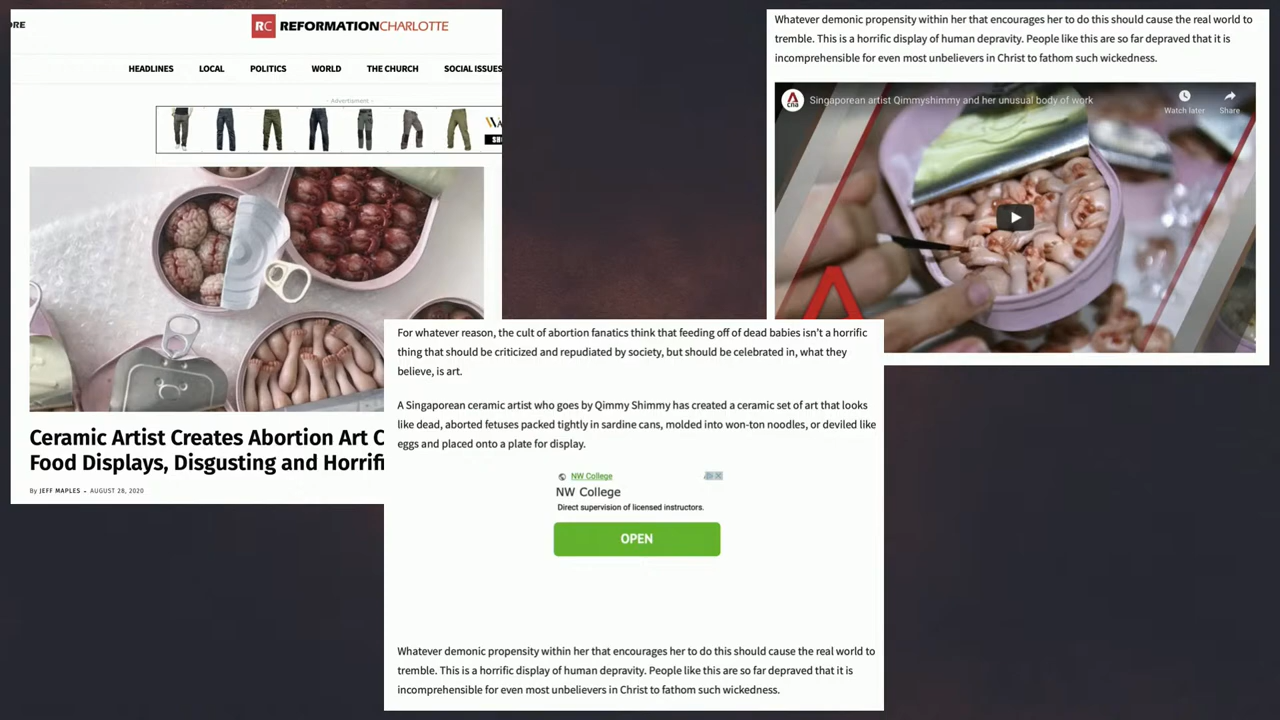 ORE
RC REFORMATIONCHARLOTTE
HEADLINES LOCAL POLITICS WORLD THE CHURCH SOCIAL ISSUES
- Advertisment -
Ceramic Artist Creates Abortion Art
Food Displays, Disgusting and
By JEFF MAPLES – AUGUST 28, 2020
For whatever reason, the cult of abortion fanatics think that feeding off of dead babies isn't a horrific
thing that should be criticized and repudiated by society, but should be celebrated in, what they
believe, is art.
A Singaporean ceramic artist who goes by Qimmy Shimmy has created a ceramic set of art that looks
like dead, aborted fetuses packed tightly in sardine cans, molded into won-ton noodles, or deviled like
eggs and placed onto a plate for display.
NW College
NW College
Direct supervision of licensed instructors.
OPEN
Whatever demonic propensity within her that encourages her to do this should cause the real world to
tremble. This is a horrific display of human depravity. People like this are so far depraved that it is
incomprehensible for even most unbelievers in Christ to fathom such wickedness.
Whatever demonic propensity within her that encourages her to do this should cause the real world to
tremble. This is a horrific display of human depravity. People like this are so far depraved that it is
incomprehensible for even most unbelievers in Christ to fathom such wickedness.
cna Singaporean artist Qimmyshimmy and her unusual body of work
Watch later Share